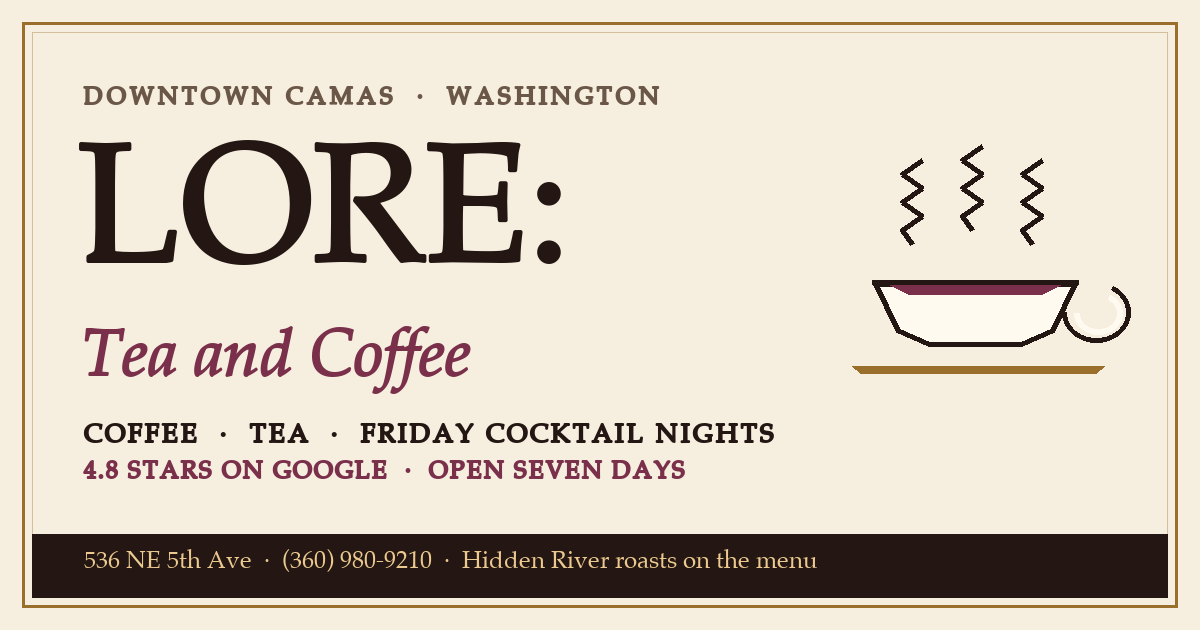 DOWNTOWN CAMAS · WASHINGTON
LORE:
Tea and Coffee
COFFEE · TEA · FRIDAY COCKTAIL NIGHTS
4.8 STARS ON GOOGLE · OPEN SEVEN DAYS
536 NE 5th Ave · (360) 980-9210 · Hidden River roasts on the menu